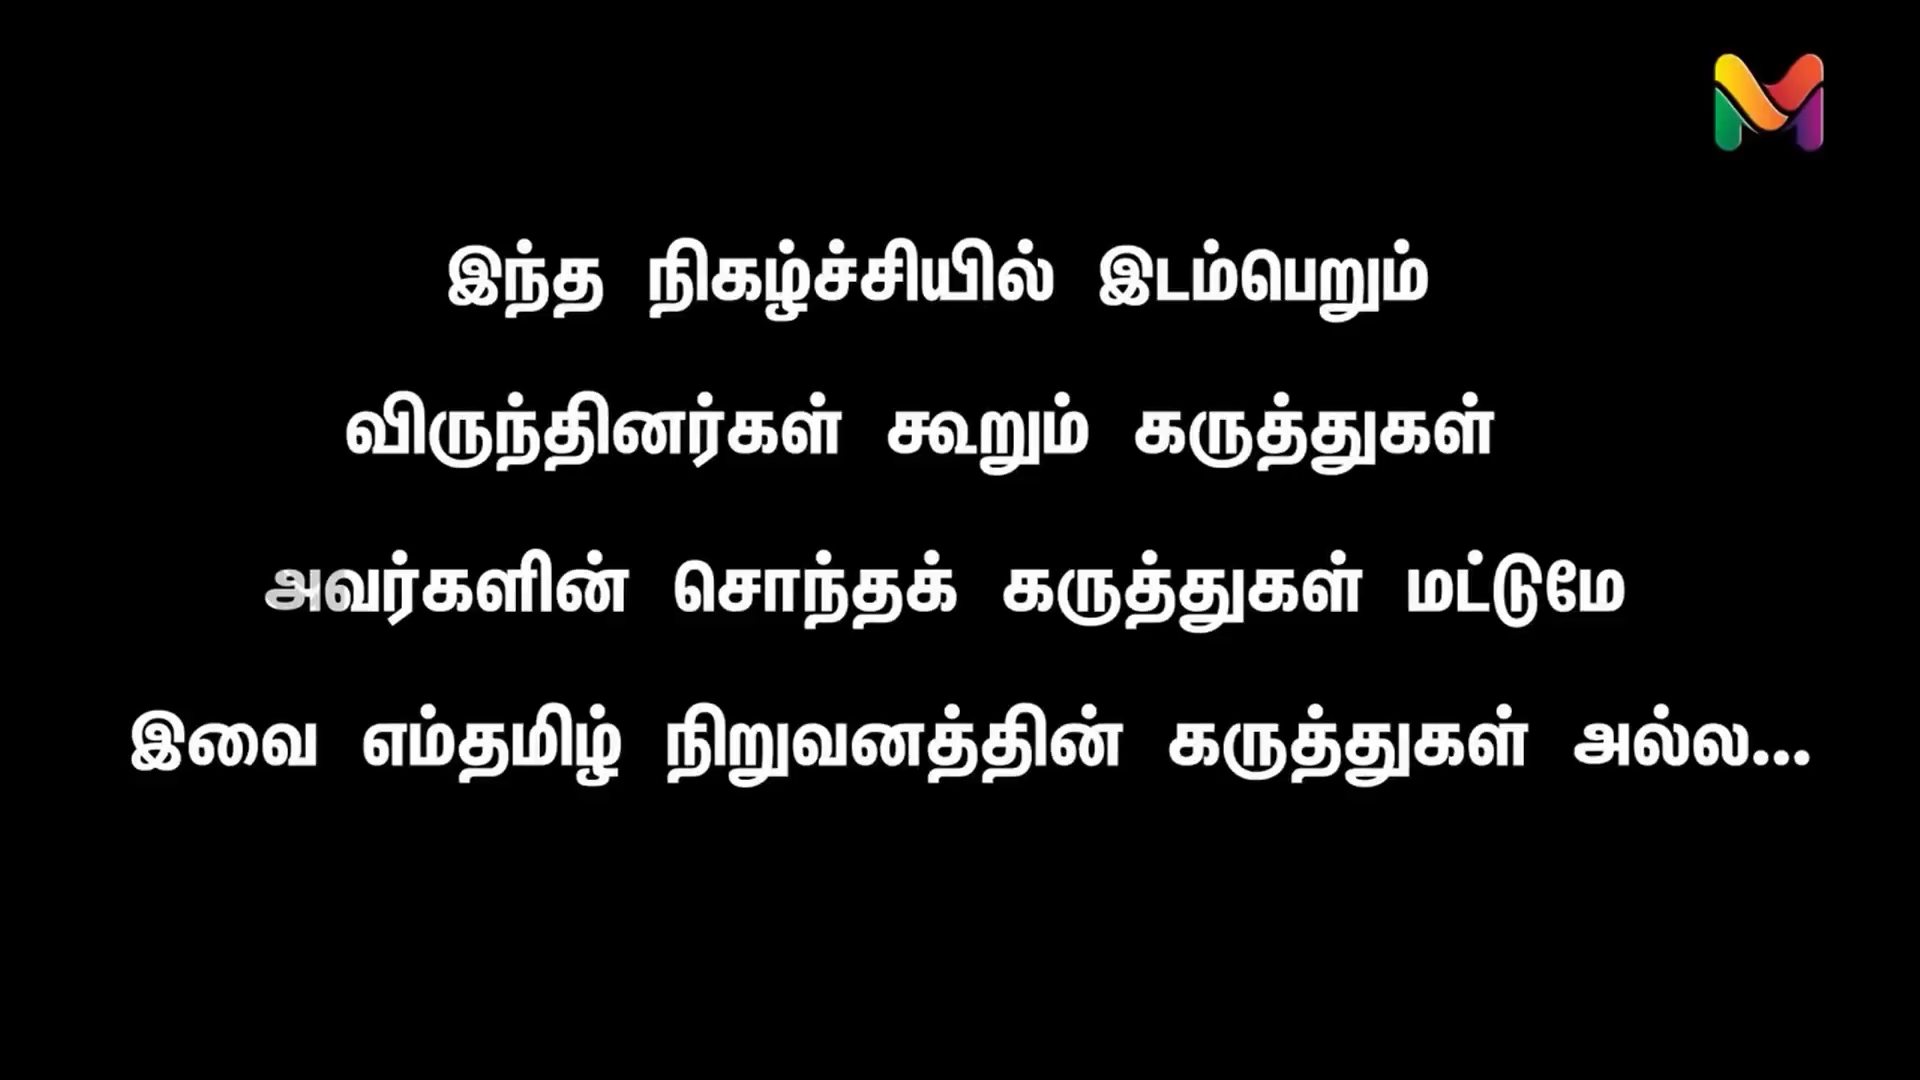 இந்த நிகழ்ச்சியில் இடம்பெறும்
விருந்தினர்கள் கூறும் கருத்துகள்
அவர்களின் சொந்தக் கருத்துகள் மட்டுமே
இவை எம்தமிழ் நிறுவனத்தின் கருத்துகள் அல்ல...